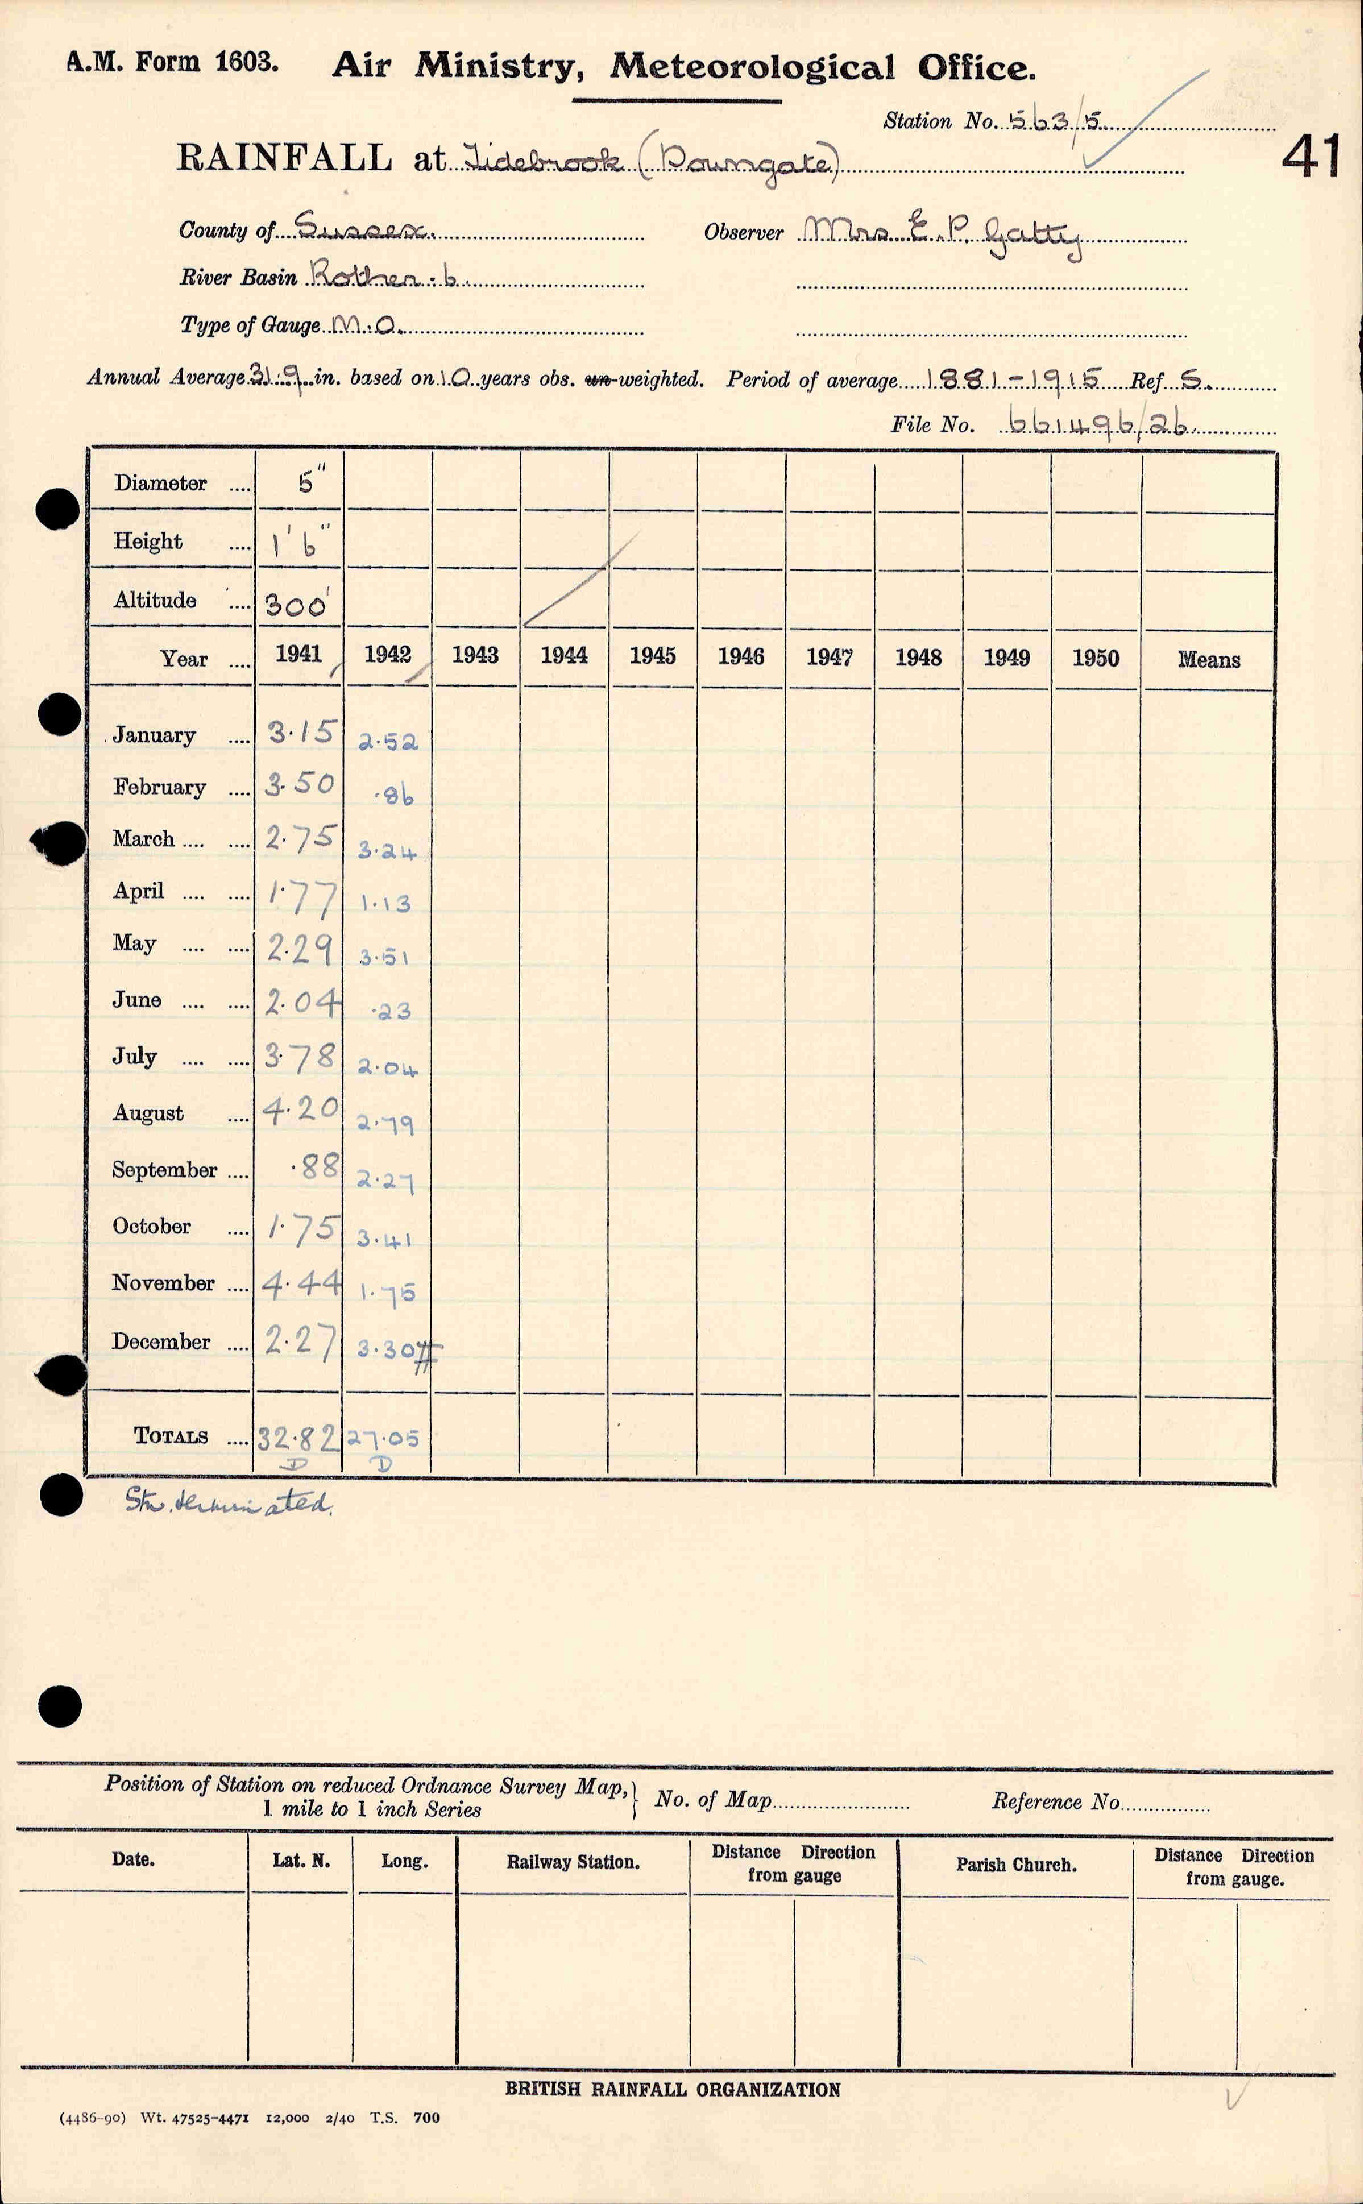 A.M. Form 1603. Air Ministry, Meteorological Office.
Station No. 563/5
RAINFALL at Tidebrook (Downgate) 41
County of Sussex. Observer Mrs E. P. Gatty
River Basin Rother. 6.
Type of Gauge M.O.
Annual Average 31.9 in. based on 10 years obs. un-weighted. Period of average 1881-1915 Ref. S.
File No. 661496/26.
Diameter .... 5"
Height .... 1' 6"
Altitude .... 300'
Year .... 1941 1942 1943 1944 1945 1946 1947 1948 1949 1950 Means
January .... 3.15 2.52
February .... 3.50 .86
March .... .... 2.75 3.24
April .... .... 1.77 1.13
May .... .... 2.29 3.51
June .... .... 2.04 .23
July .... .... 3.78 2.04
August .... 4.20 2.79
September .... .88 2.27
October .... 1.75 3.41
November .... 4.44 1.75
December .... 2.27 3.30
TOTALS .... 32.82 27.05
D D
Stn. terminated.
Position of Station on reduced Ordnance Survey Map, } No. of Map Reference No.
1 mile to 1 inch Series
Date. Lat. N. Long. Railway Station. Distance Direction from gauge Parish Church. Distance Direction from gauge.
BRITISH RAINFALL ORGANIZATION
(4486-90) Wt. 47525-4471 12,000 2/40 T.S. 700